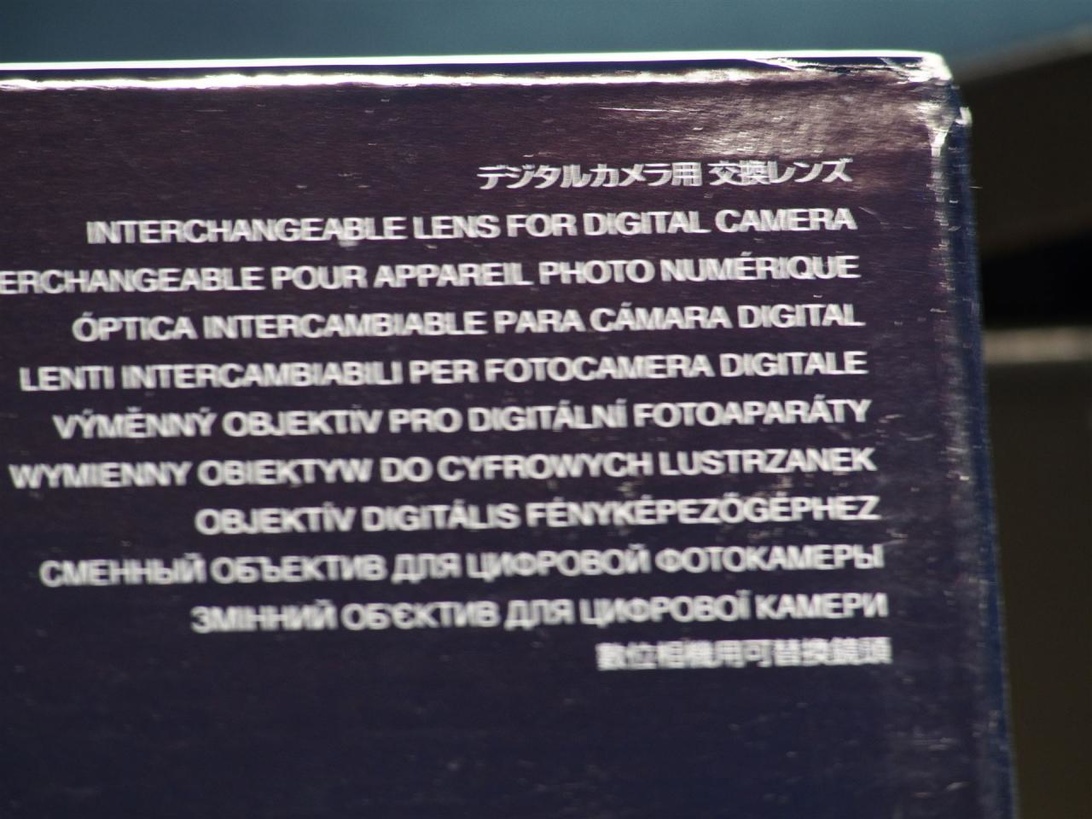 デジタルカメラ用 交換レンズ
INTERCHANGEABLE LENS FOR DIGITAL CAMERA
ERCHANGEABLE POUR APPAREIL PHOTO NUMÉRIQUE
ÓPTICA INTERCAMBIABLE PARA CÁMARA DIGITAL
LENTI INTERCAMBIABILI PER FOTOCAMERA DIGITALE
VÝMĚNNÝ OBJEKTIV PRO DIGITÁLNÍ FOTOAPARÁTY
WYMIENNY OBIEKTYW DO CYFROWYCH LUSTRZANEK
OBJEKTÍV DIGITÁLIS FÉNYKÉPEZŐGÉPHEZ
СМЕННЫЙ ОБЪЕКТИВ ДЛЯ ЦИФРОВОЙ ФОТОКАМЕРЫ
ЗМІННИЙ ОБ'ЄКТИВ ДЛЯ ЦИФРОВОЇ КАМЕРИ
數位相機用可替換鏡頭